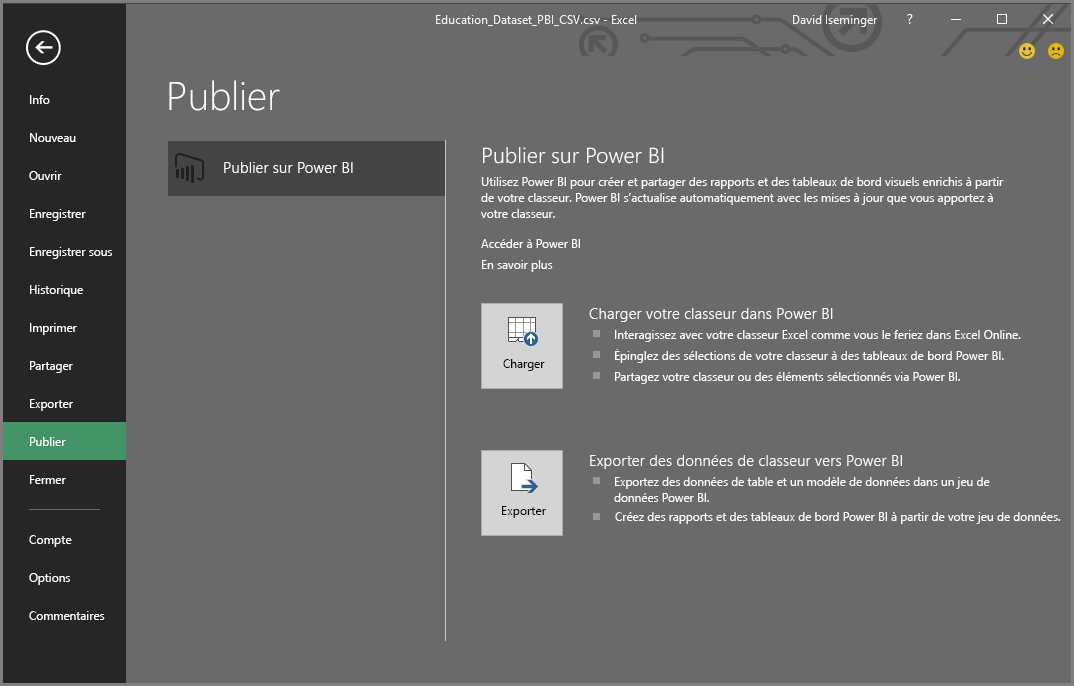 Education_Dataset_PBI_CSV.csv - Excel
David Iseminger
?
Info
Nouveau
Ouvrir
Enregistrer
Enregistrer sous
Historique
Imprimer
Partager
Exporter
Publier
Fermer
Compte
Options
Commentaires
Publier
Publier sur Power BI
Publier sur Power BI
Utilisez Power BI pour créer et partager des rapports et des tableaux de bord visuels enrichis à partir
de votre classeur. Power BI s'actualise automatiquement avec les mises à jour que vous apportez à
votre classeur.
Accéder à Power BI
En savoir plus
Charger
Charger votre classeur dans Power BI
Interagissez avec votre classeur Excel comme vous le feriez dans Excel Online.
Épinglez des sélections de votre classeur à des tableaux de bord Power BI.
Partagez votre classeur ou des éléments sélectionnés via Power BI.
Exporter
Exporter des données de classeur vers Power BI
Exportez des données de table et un modèle de données dans un jeu de
données Power BI.
Créez des rapports et des tableaux de bord Power BI à partir de votre jeu de données.